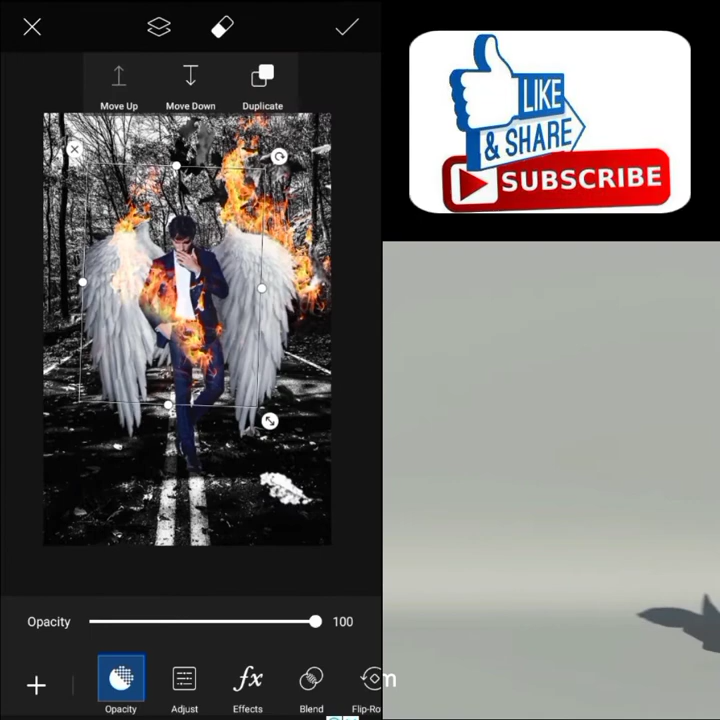 Move Up
Move Down
Duplicate
LIKE
& SHARE
SUBSCRIBE
Opacity
100
fx
Opacity
Adjust
Effects
Blend
Flip-Ro
m